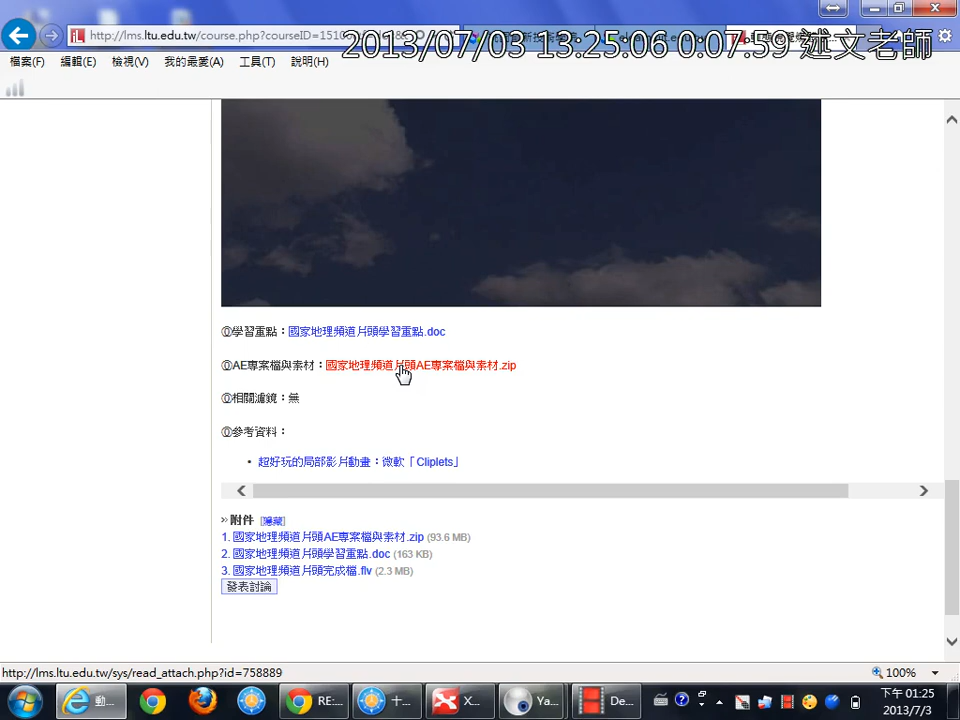 http://lms.ltu.edu.tw/course.php?courseID=1510
2013/07/03 13:25:06 0:07:59 述文老師
檔案(F) 編輯(E) 檢視(V) 我的最愛(A) 工具(T) 說明(H)
◎學習重點：國家地理頻道片頭學習重點.doc
◎AE專案檔與素材：國家地理頻道片頭AE專案檔與素材.zip
◎相關濾鏡：無
◎參考資料：
• 超好玩的局部影片動畫：微軟「Cliplets」
» 附件 [隱藏]
1. 國家地理頻道片頭AE專案檔與素材.zip (93.6 MB)
2. 國家地理頻道片頭學習重點.doc (163 KB)
3. 國家地理頻道片頭完成檔.flv (2.3 MB)
發表討論
http://lms.ltu.edu.tw/sys/read_attach.php?id=758889
100%
動... RE:... 十... X... Ya... De...
下午 01:25
2013/7/3